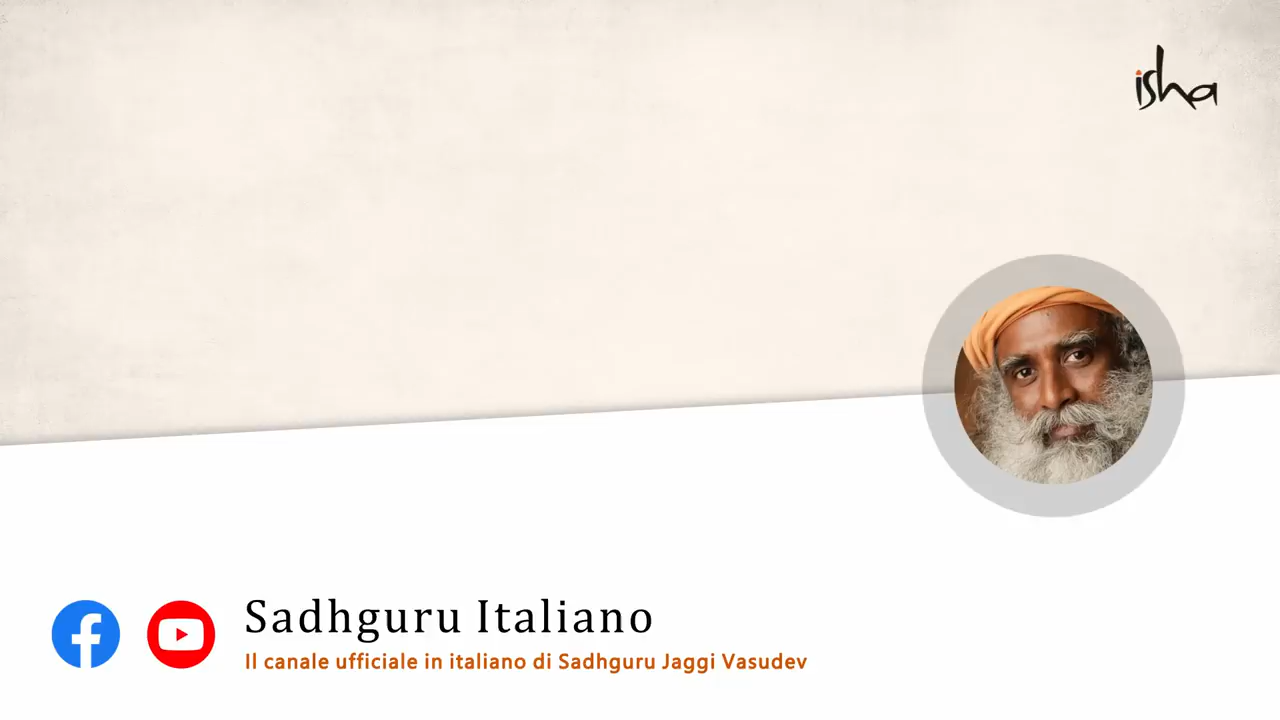 isha
Sadhguru Italiano
Il canale ufficiale in italiano di Sadhguru Jaggi Vasudev